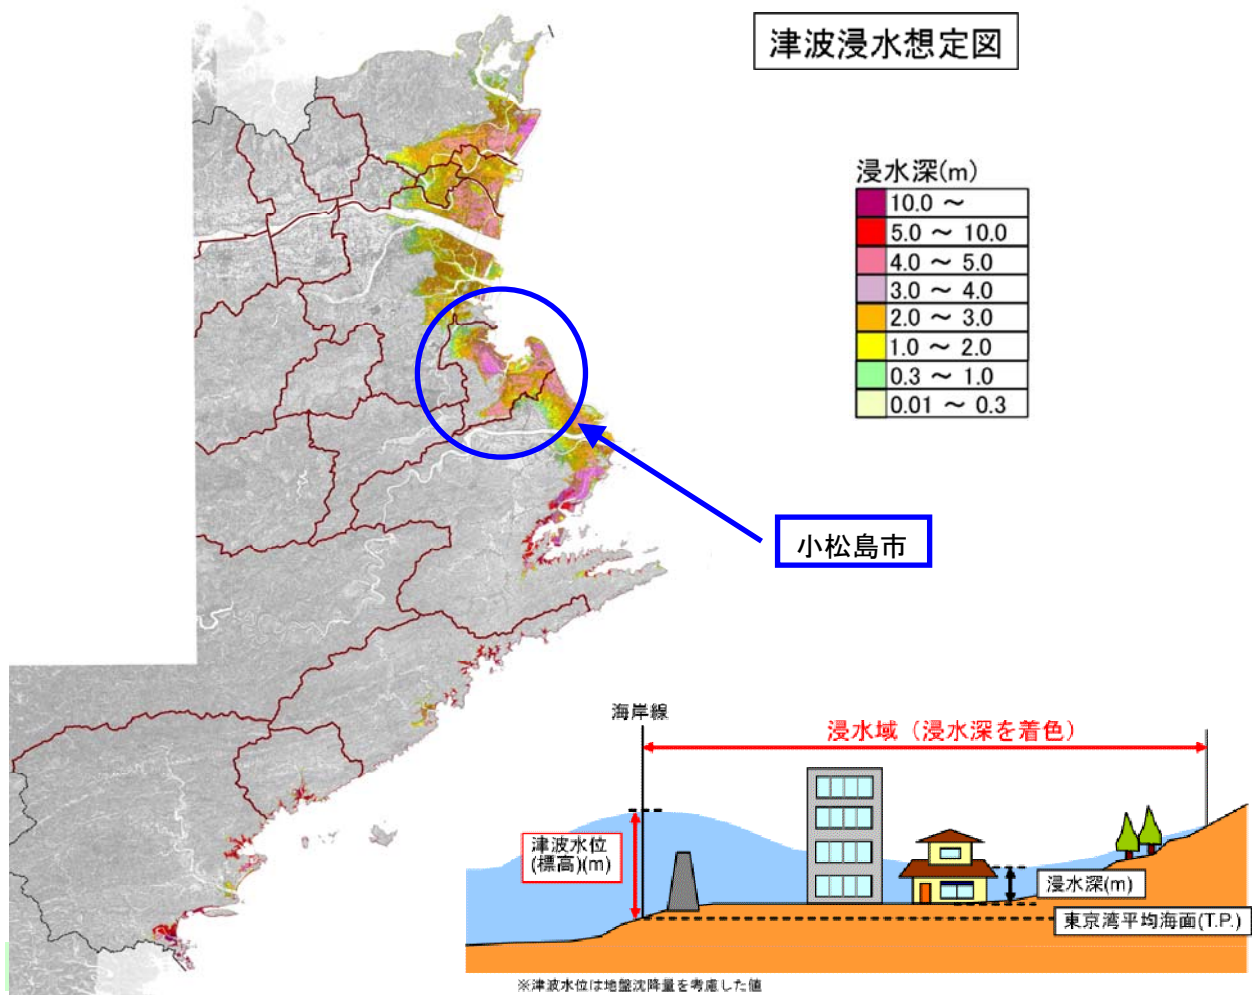 津波浸水想定図
浸水深(m)
10.0 ～
5.0 ～ 10.0
4.0 ～ 5.0
3.0 ～ 4.0
2.0 ～ 3.0
1.0 ～ 2.0
0.3 ～ 1.0
0.01 ～ 0.3
小松島市
海岸線
浸水域（浸水深を着色）
津波水位
(標高)(m)
浸水深(m)
東京湾平均海面(T.P.)
※津波水位は地盤沈降量を考慮した値